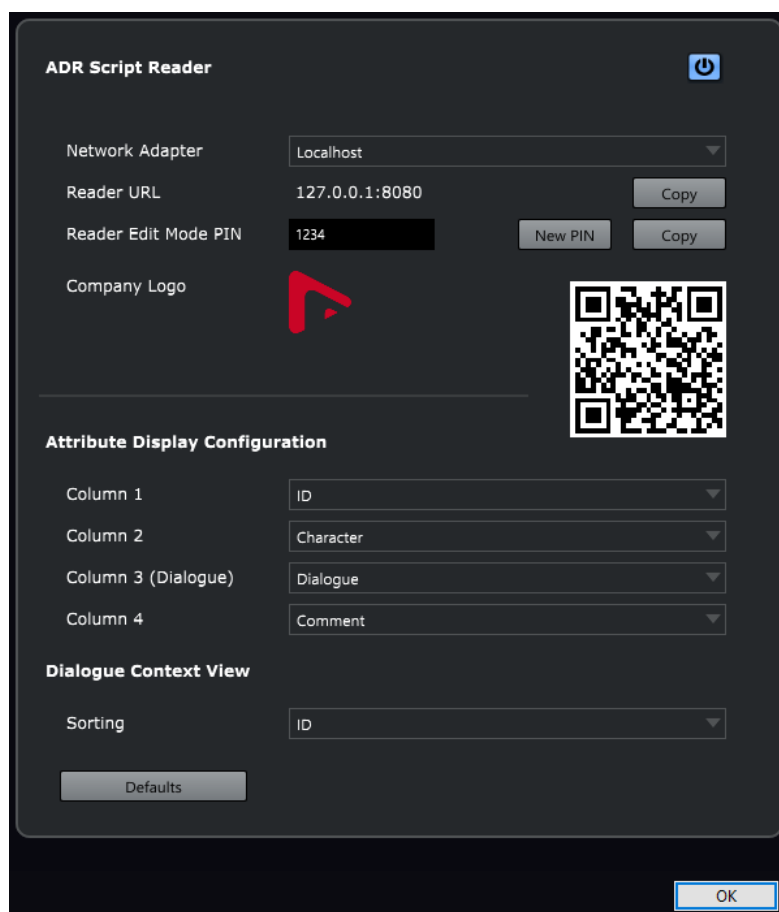 ADR Script Reader
Network Adapter Localhost
Reader URL 127.0.0.1:8080 Copy
Reader Edit Mode PIN 1234 New PIN Copy
Company Logo
Attribute Display Configuration
Column 1 ID
Column 2 Character
Column 3 (Dialogue) Dialogue
Column 4 Comment
Dialogue Context View
Sorting ID
Defaults
OK